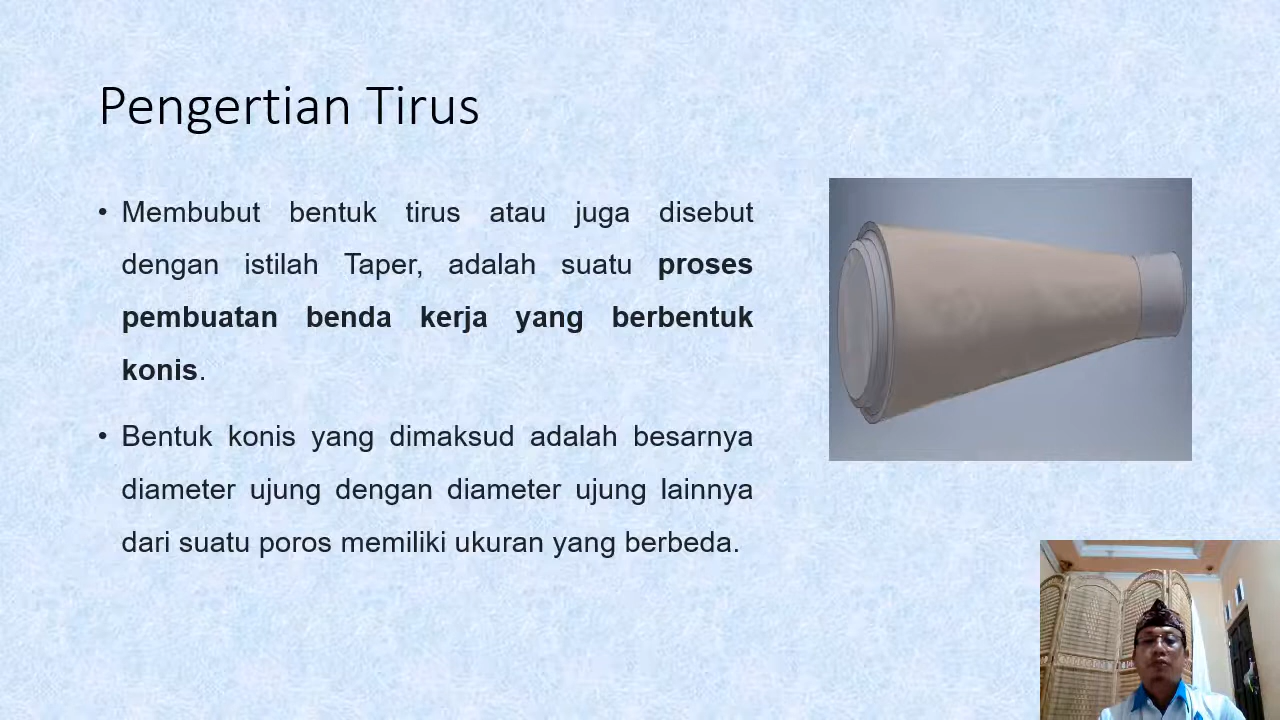 Pengertian Tirus
• Membubut bentuk tirus atau juga disebut
dengan istilah Taper, adalah suatu proses
pembuatan benda kerja yang berbentuk
konis.
• Bentuk konis yang dimaksud adalah besarnya
diameter ujung dengan diameter ujung lainnya
dari suatu poros memiliki ukuran yang berbeda.